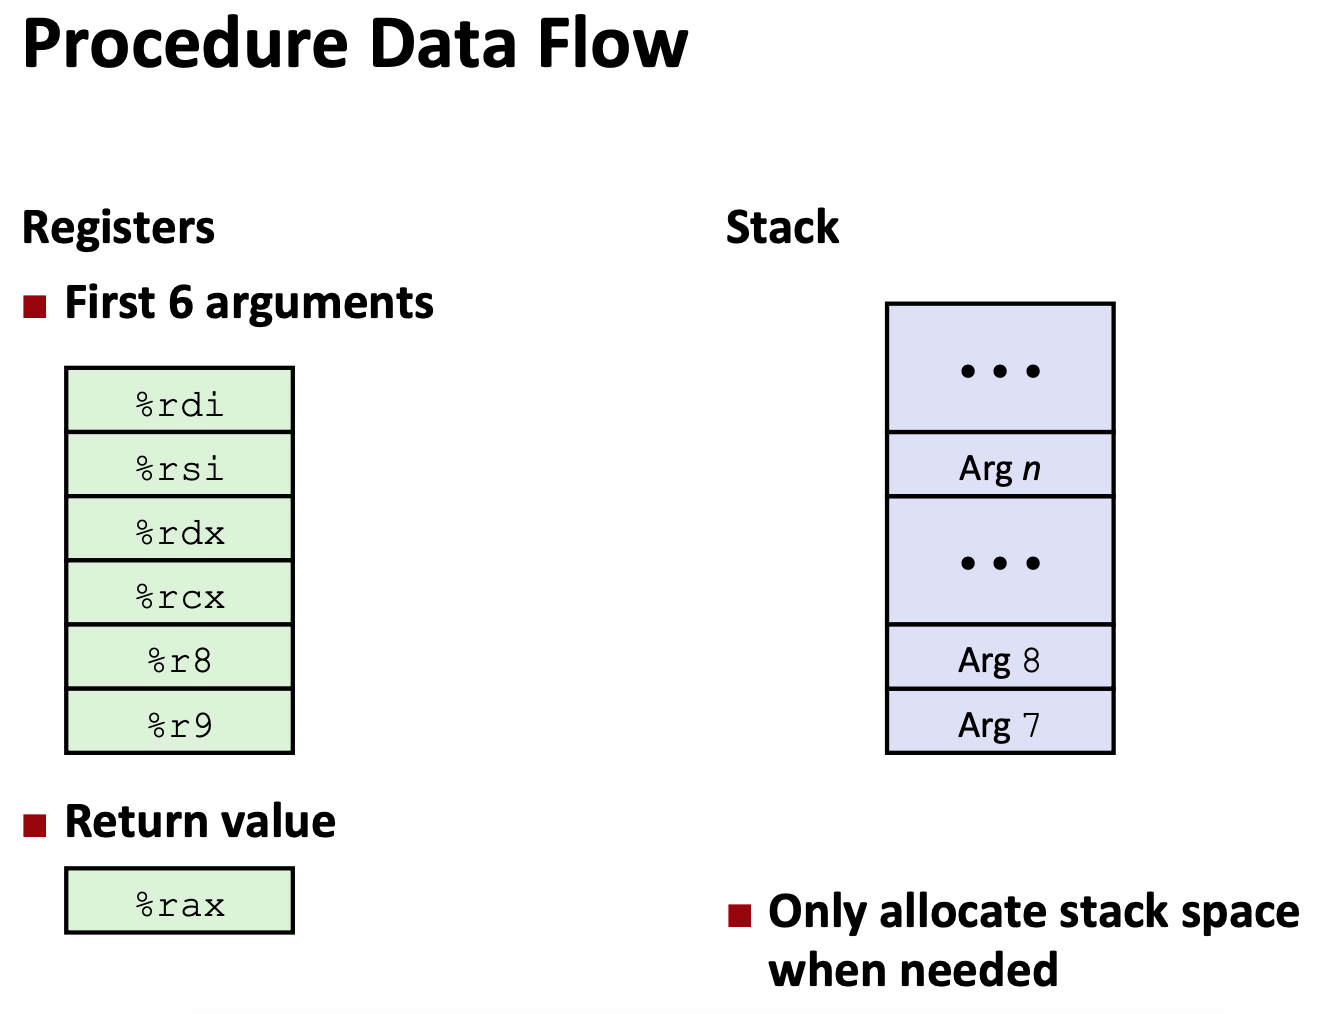 Procedure Data Flow
Registers
First 6 arguments
%rdi
%rsi
%rdx
%rcx
%r8
%r9
Return value
%rax
Stack
• • •
Arg n
• • •
Arg 8
Arg 7
Only allocate stack space
when needed